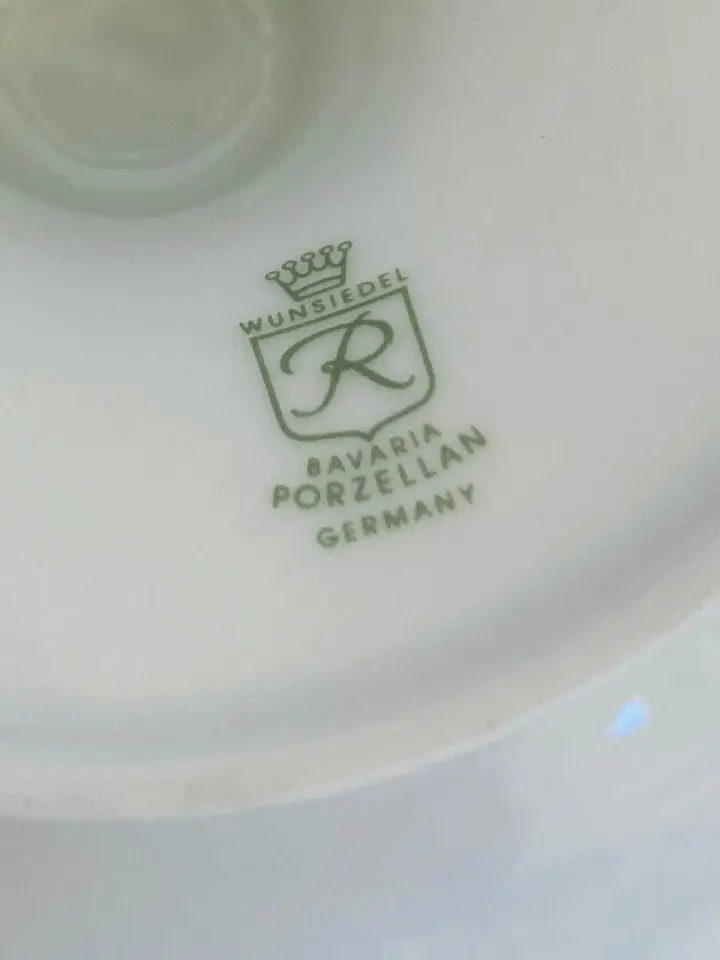 WUNSIEDEL
R
BAVARIA
PORZELLAN
GERMANY